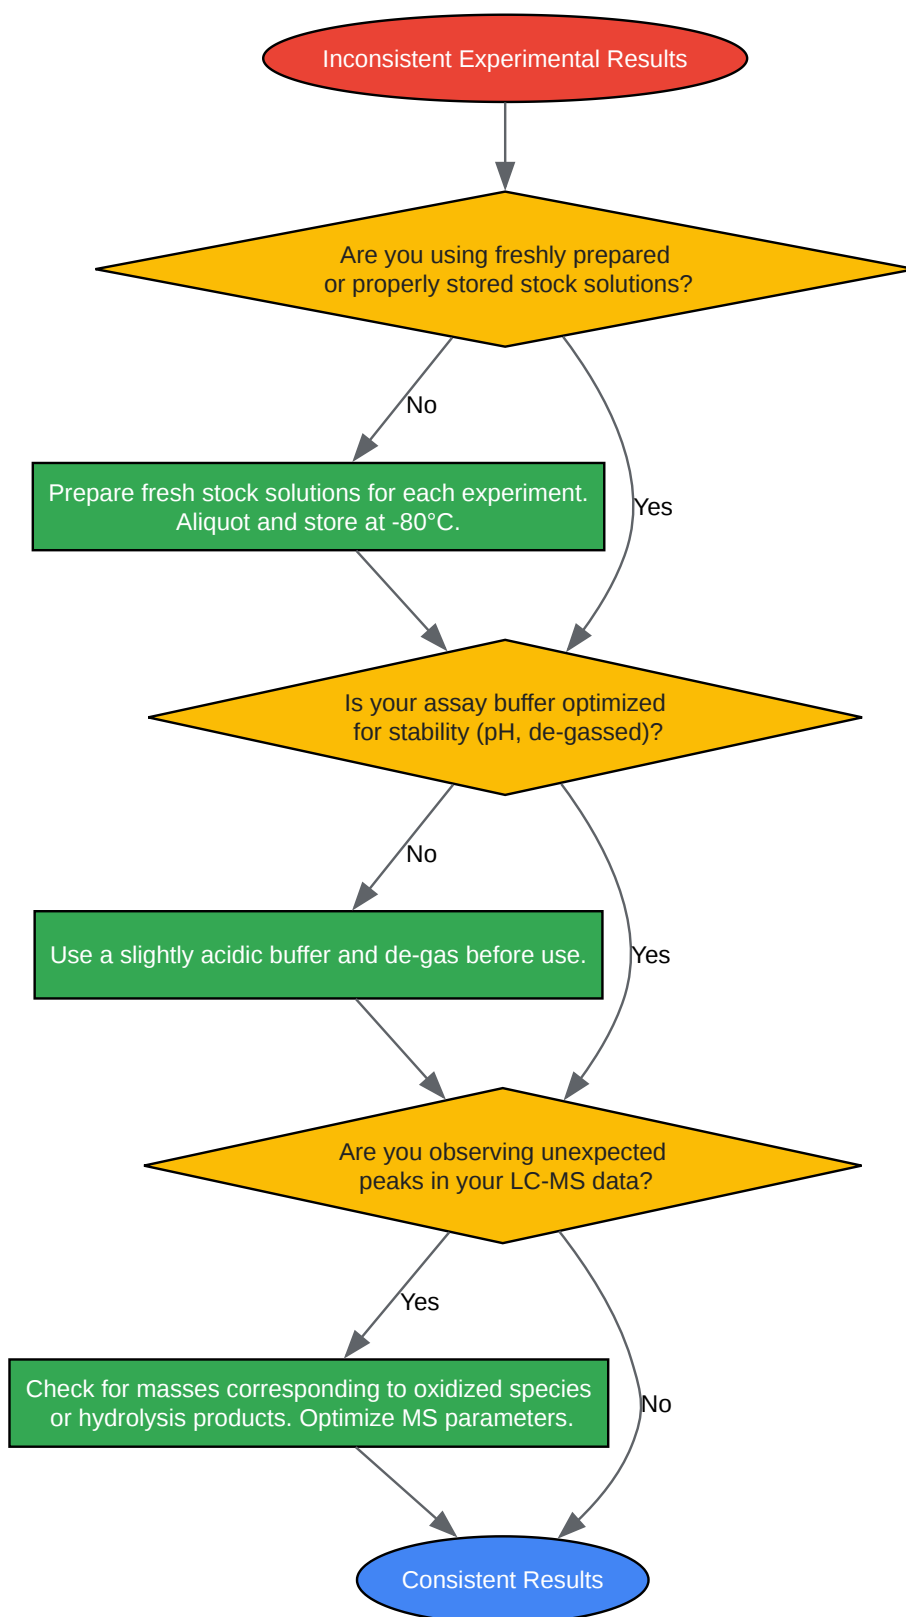 Inconsistent Experimental Results
Are you using freshly prepared
or properly stored stock solutions?
No
Prepare fresh stock solutions for each experiment.
Aliquot and store at -80°C.
Yes
Is your assay buffer optimized
for stability (pH, de-gassed)?
No
Use a slightly acidic buffer and de-gas before use.
Yes
Are you observing unexpected
peaks in your LC-MS data?
Yes
Check for masses corresponding to oxidized species
or hydrolysis products. Optimize MS parameters.
No
Consistent Results